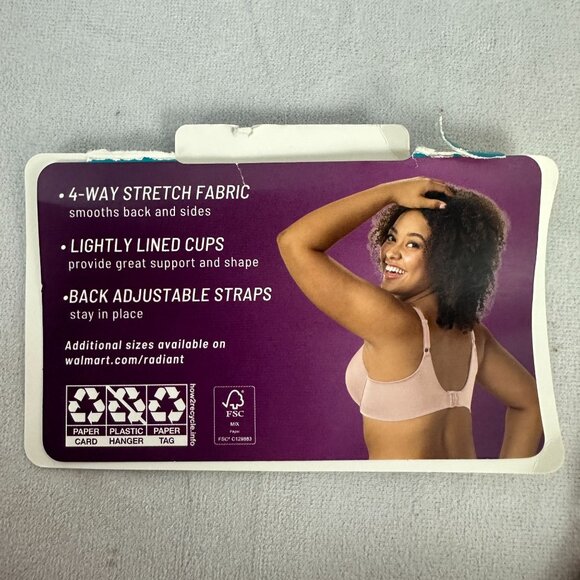 • 4-WAY STRETCH FABRIC
smooths back and sides
• LIGHTLY LINED CUPS
provide great support and shape
• BACK ADJUSTABLE STRAPS
stay in place
Additional sizes available on
walmart.com/radiant
PAPER CARD
PLASTIC HANGER
PAPER TAG
how2recycle.info
FSC
MIX
Paper
FSC® C129883